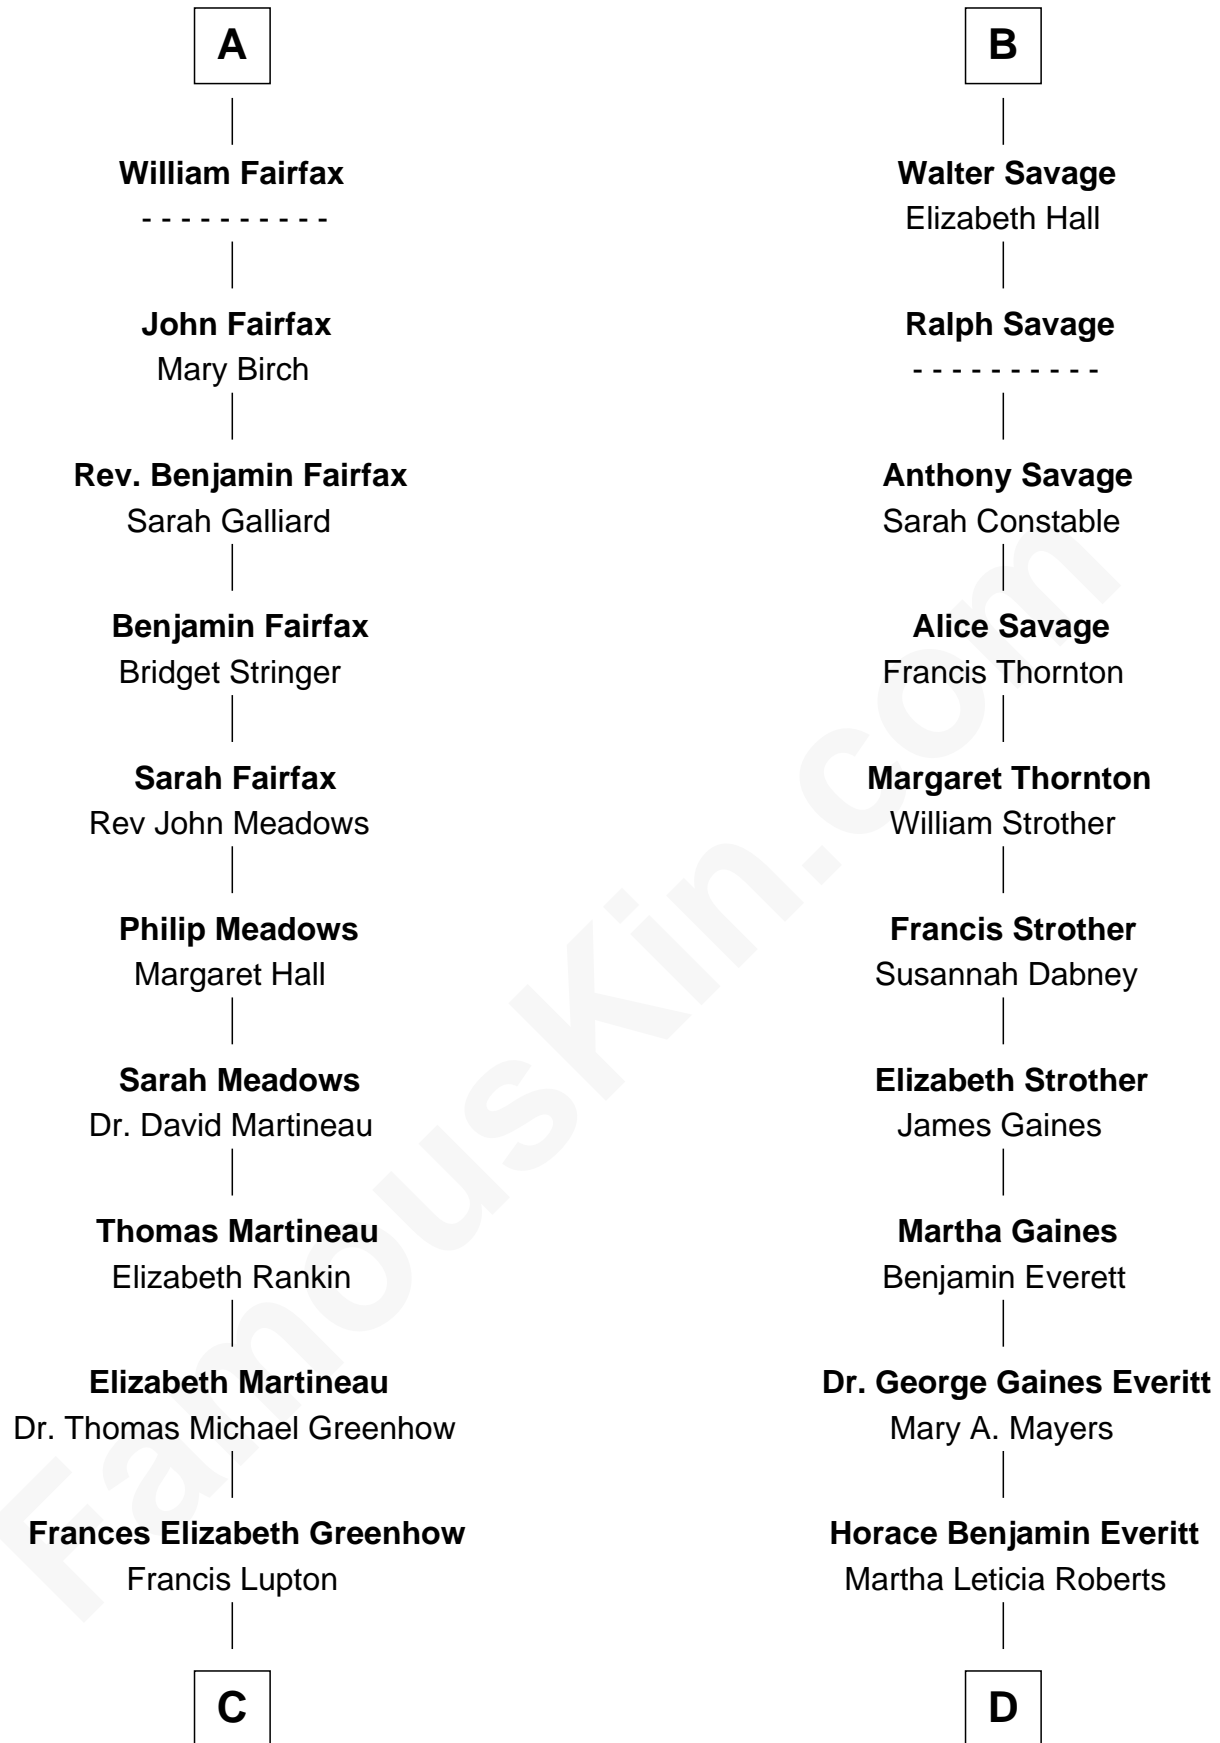 A
William Fairfax
- - - - - - - - - -
John Fairfax
Mary Birch
Rev. Benjamin Fairfax
Sarah Galliard
Benjamin Fairfax
Bridget Stringer
Sarah Fairfax
Rev John Meadows
Philip Meadows
Margaret Hall
Sarah Meadows
Dr. David Martineau
Thomas Martineau
Elizabeth Rankin
Elizabeth Martineau
Dr. Thomas Michael Greenhow
Frances Elizabeth Greenhow
Francis Lupton
C
B
Walter Savage
Elizabeth Hall
Ralph Savage
- - - - - - - - - -
Anthony Savage
Sarah Constable
Alice Savage
Francis Thornton
Margaret Thornton
William Strother
Francis Strother
Susannah Dabney
Elizabeth Strother
James Gaines
Martha Gaines
Benjamin Everett
Dr. George Gaines Everitt
Mary A. Mayers
Horace Benjamin Everitt
Martha Leticia Roberts
D
FamousKin.com